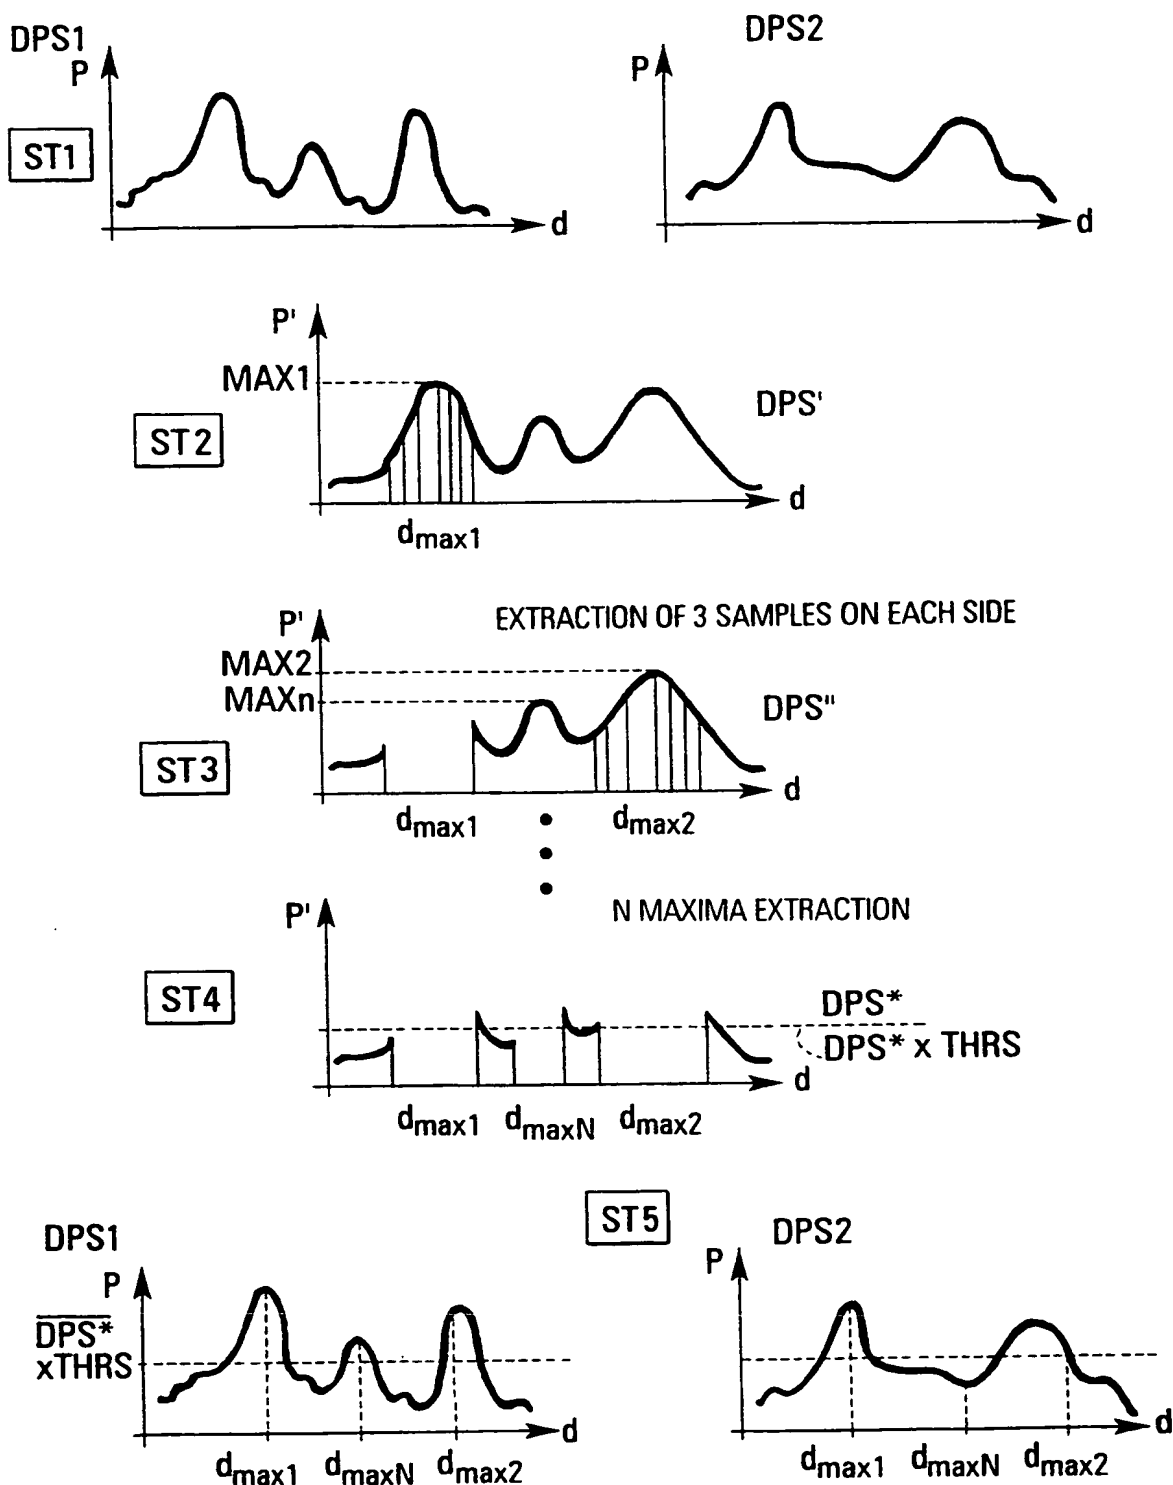 DPS1
P
ST1
d
DPS2
P
d
P'
MAX1
ST2
DPS'
d
dmax1
EXTRACTION OF 3 SAMPLES ON EACH SIDE
P'
MAX2
MAXn
DPS"
ST3
d
dmax1
dmax2
N MAXIMA EXTRACTION
P'
ST4
DPS*
DPS* x THRS
d
dmax1 dmaxN dmax2
ST5
DPS1
P
DPS*
xTHRS
d
dmax1 dmaxN dmax2
DPS2
P
d
dmax1 dmaxN dmax2